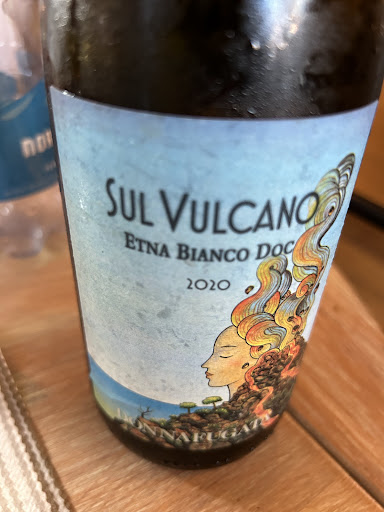 SUL VULCANO
ETNA BIANCO DOC
2020